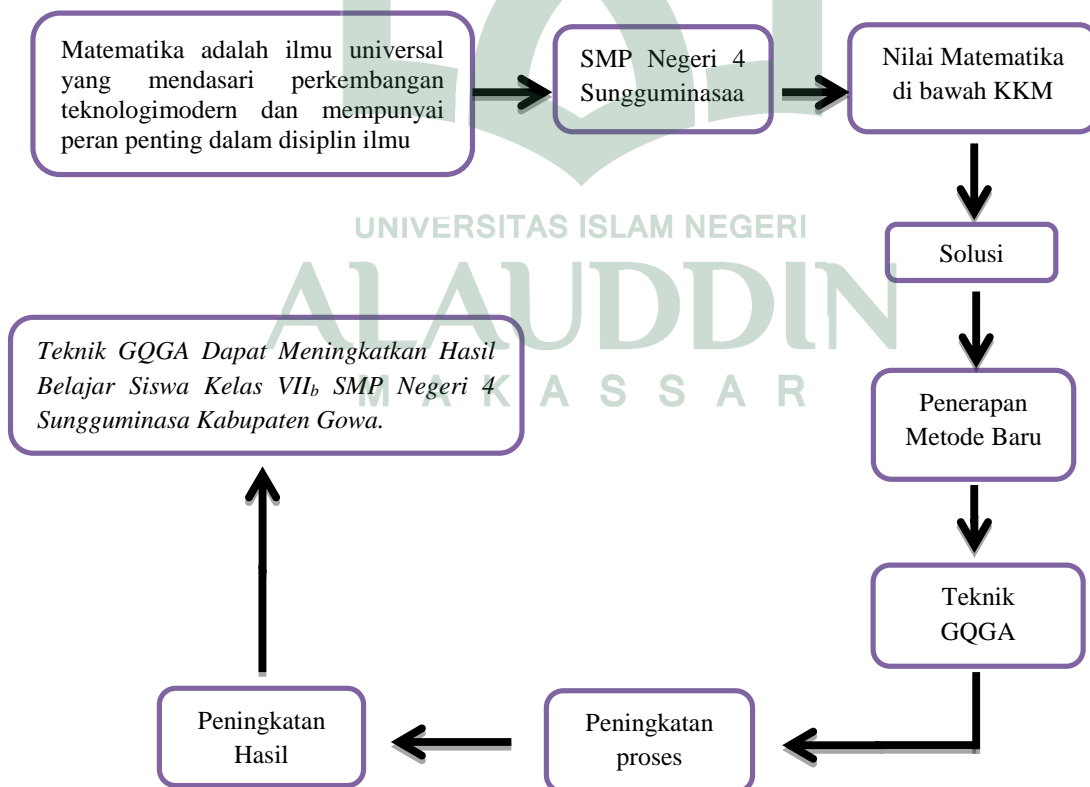 Matematika adalah ilmu universal
yang mendasari perkembangan
teknologimodern dan mempunyai
peran penting dalam disiplin ilmu
SMP Negeri 4
Sungguminasaa
Nilai Matematika
di bawah KKM
UNIVERSITAS ISLAM NEGERI
ALAUDDIN
MAKASSAR
Solusi
Penerapan
Metode Baru
Teknik
GQGA
Peningkatan
proses
Peningkatan
Hasil
Teknik GQGA Dapat Meningkatkan Hasil
Belajar Siswa Kelas VIIb SMP Negeri 4
Sungguminasa Kabupaten Gowa.